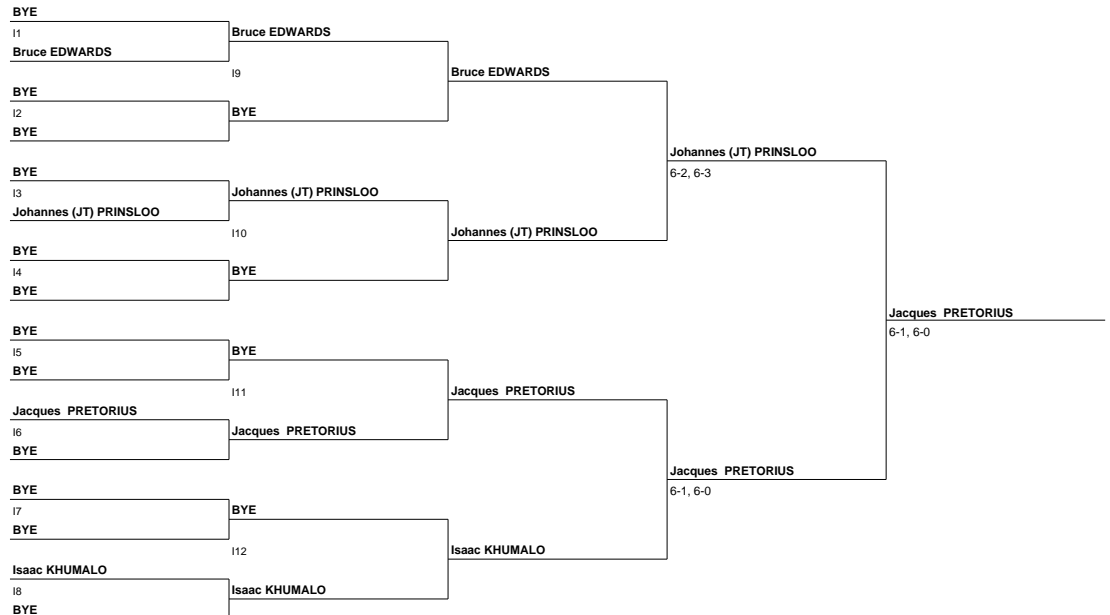 BYE
I1
Bruce EDWARDS
Bruce EDWARDS
I9
Bruce EDWARDS
BYE
I2
BYE
BYE
Johannes (JT) PRINSLOO
6-2, 6-3
BYE
I3
Johannes (JT) PRINSLOO
Johannes (JT) PRINSLOO
I10
Johannes (JT) PRINSLOO
BYE
I4
BYE
BYE
Jacques  PRETORIUS
6-1, 6-0
BYE
I5
BYE
BYE
I11
Jacques  PRETORIUS
Jacques  PRETORIUS
I6
BYE
Jacques  PRETORIUS
Jacques  PRETORIUS
6-1, 6-0
BYE
I7
BYE
BYE
I12
Isaac KHUMALO
Isaac KHUMALO
I8
BYE
Isaac KHUMALO